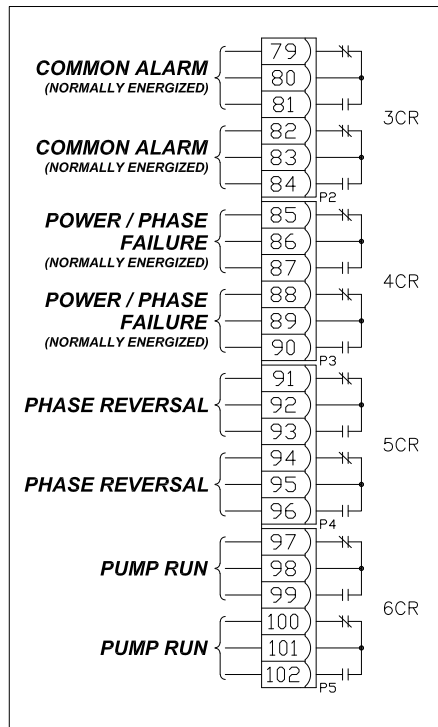 COMMON ALARM
(NORMALLY ENERGIZED)
79
80
81
3CR
COMMON ALARM
(NORMALLY ENERGIZED)
82
83
84
P2
POWER / PHASE
FAILURE
(NORMALLY ENERGIZED)
85
86
87
4CR
POWER / PHASE
FAILURE
(NORMALLY ENERGIZED)
88
89
90
P3
PHASE REVERSAL
91
92
93
5CR
PHASE REVERSAL
94
95
96
P4
PUMP RUN
97
98
99
6CR
PUMP RUN
100
101
102
P5